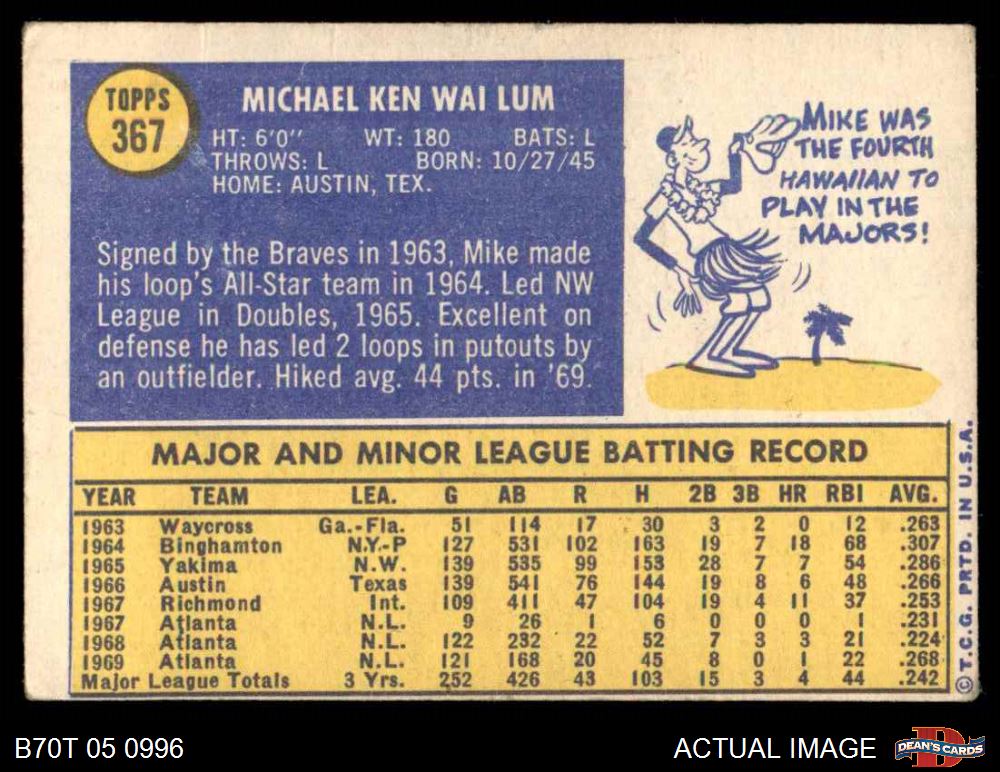 TOPPS
367
MICHAEL KEN WAI LUM
HT: 6'0" WT: 180 BATS: L
THROWS: L BORN: 10/27/45
HOME: AUSTIN, TEX.
Signed by the Braves in 1963, Mike made
his loop's All-Star team in 1964. Led NW
League in Doubles, 1965. Excellent on
defense he has led 2 loops in putouts by
an outfielder. Hiked avg. 44 pts. in '69.
MIKE WAS
THE FOURTH
HAWAIIAN TO
PLAY IN THE
MAJORS!
MAJOR AND MINOR LEAGUE BATTING RECORD
YEAR TEAM LEA. G AB R H 2B 3B HR RBI AVG.
1963 Waycross Ga.-Fla. 51 114 17 30 3 2 0 12 .263
1964 Binghamton N.Y.-P 127 531 102 163 19 7 18 68 .307
1965 Yakima N.W. 139 535 99 153 28 7 7 54 .286
1966 Austin Texas 139 541 76 144 19 8 6 48 .266
1967 Richmond Int. 109 411 47 104 19 4 11 37 .253
1967 Atlanta N.L. 9 26 1 6 0 0 0 1 .231
1968 Atlanta N.L. 122 232 22 52 7 3 3 21 .224
1969 Atlanta N.L. 121 168 20 45 8 0 1 22 .268
Major League Totals 3 Yrs. 252 426 43 103 15 3 4 44 .242
© T.C.G. PRTD. IN U.S.A.
B70T 05 0996
ACTUAL IMAGE
D
DEAN'S CARDS